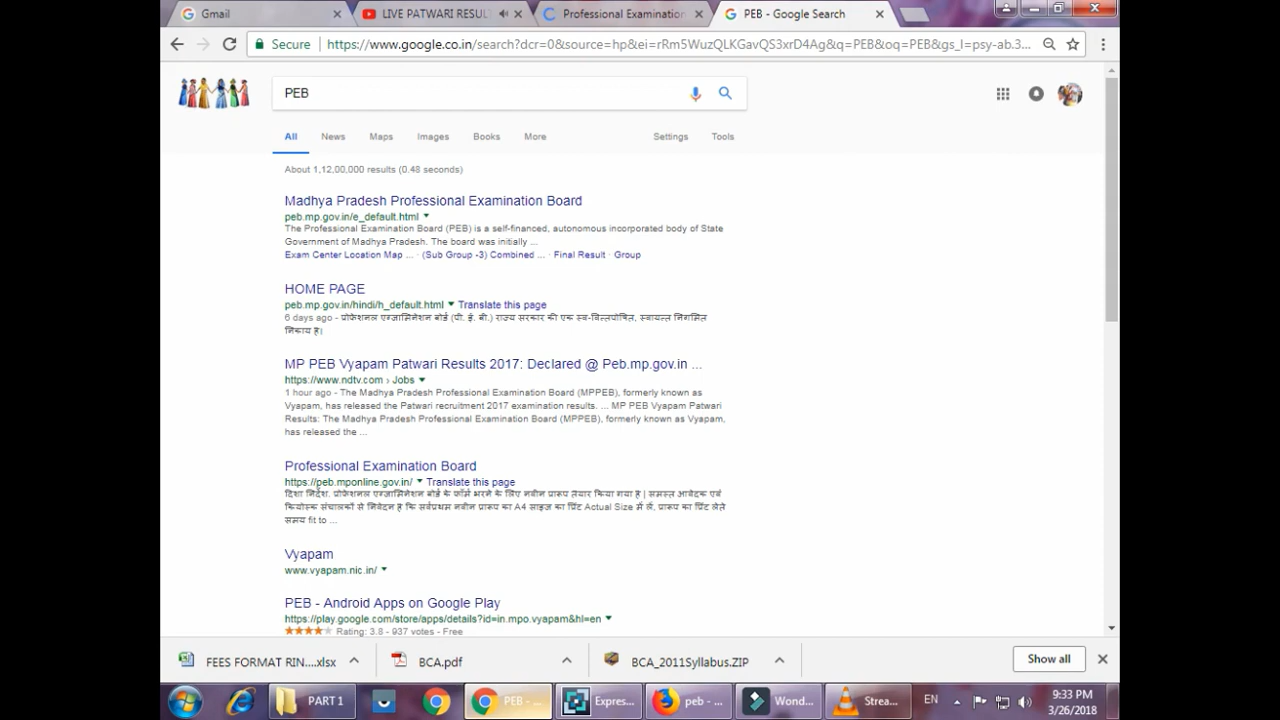 Gmail
LIVE PATWARI RESUL
Professional Examination
PEB - Google Search
Secure https://www.google.co.in/search?dcr=0&source=hp&ei=rRm5WuzQLKGavQS3xrD4Ag&q=PEB&oq=PEB&gs_l=psy-ab.3...
PEB
All News Maps Images Books More Settings Tools
About 1,12,00,000 results (0.48 seconds)
Madhya Pradesh Professional Examination Board
peb.mp.gov.in/e_default.html
The Professional Examination Board (PEB) is a self-financed, autonomous incorporated body of State
Government of Madhya Pradesh. The board was initially ...
Exam Center Location Map ... · (Sub Group -3) Combined ... · Final Result · Group
HOME PAGE
peb.mp.gov.in/hindi/h_default.html Translate this page
6 days ago - प्रोफेशनल एग्जामिनेशन बोर्ड (पी. ई. बी.) राज्य सरकार की एक स्व-वित्तपोषित, स्वायत्त निगमित
निकाय है।
MP PEB Vyapam Patwari Results 2017: Declared @ Peb.mp.gov.in ...
https://www.ndtv.com › Jobs
1 hour ago - The Madhya Pradesh Professional Examination Board (MPPEB), formerly known as
Vyapam, has released the Patwari recruitment 2017 examination results. ... MP PEB Vyapam Patwari
Results: The Madhya Pradesh Professional Examination Board (MPPEB), formerly known as Vyapam,
has released the ...
Professional Examination Board
https://peb.mponline.gov.in/ Translate this page
दिशा निर्देश. प्रोफेशनल एग्जामिनेशन बोर्ड के फॉर्म भरने के लिए नवीन प्रारूप तैयार किया गया है | समस्त आवेदक एवं
कियोस्क संचालकों से निवेदन है कि सर्वप्रथम नवीन प्रारूप का A4 साइज का प्रिंट Actual Size में लें, प्रारूप का प्रिंट लेते
समय fit to ...
Vyapam
www.vyapam.nic.in/
PEB - Android Apps on Google Play
https://play.google.com/store/apps/details?id=in.mpo.vyapam&hl=en
Rating: 3.8 - 937 votes - Free
FEES FORMAT RIN....xlsx BCA.pdf BCA_2011Syllabus.ZIP Show all
PART 1 PEB - ... Expres... peb - ... Wond... Strea... EN 9:33 PM
3/26/2018